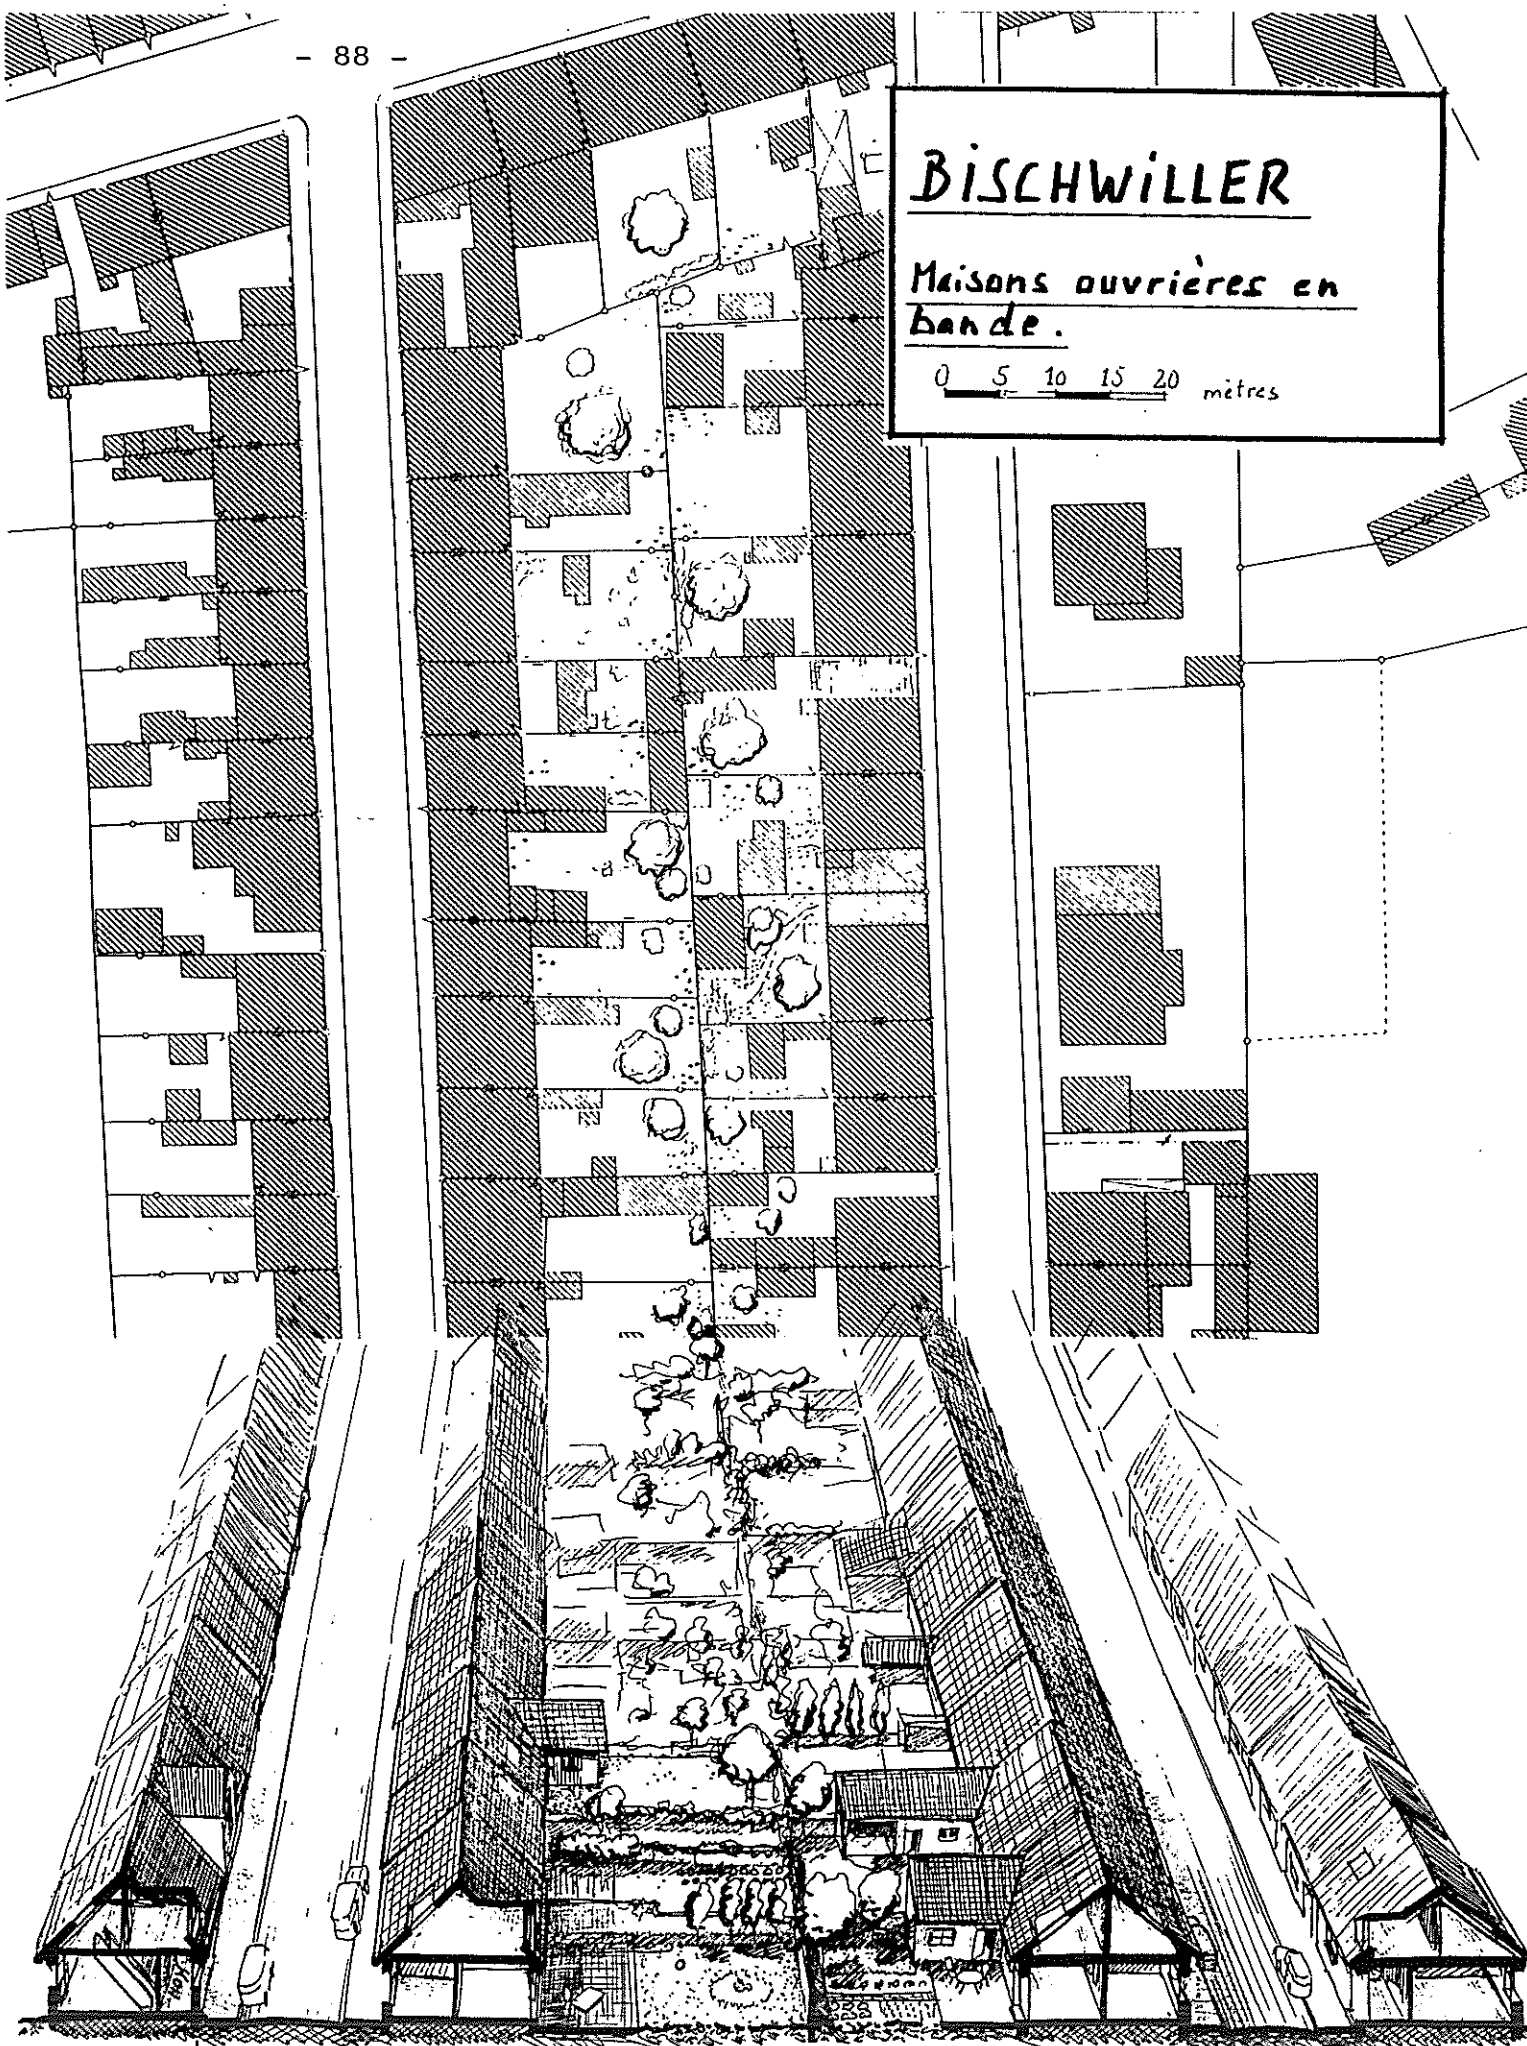 - 88 -
BiSCHWiLLER
Maisons ouvrières en
bande.
0 5 10 15 20 mètres